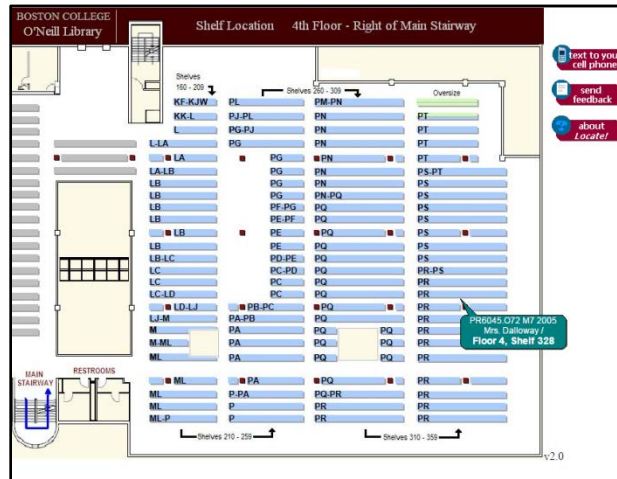 BOSTON COLLEGE
O'Neill Library
Shelf Location 4th Floor - Right of Main Stairway
text to your
cell phone
send
feedback
about
Locate!
Shelves
160 - 209
Shelves 260 - 309
Oversize
KF-KJW PL PM-PN
KK-L PJ-PL PN PT
L PG-PJ PN PT
L-LA PG PN PT
LA PG PN PT
LA-LB PG PN PS-PT
LB PG PN PS
LB PG PN-PQ PS
LB PF-PG PQ PS
LB PE-PF PQ PS
LB PE PQ PS
LB PE PQ PS
LB-LC PD-PE PQ PS
LC PC-PD PQ PR-PS
LC PC PQ PR
LC-LD PC PQ PR
LD-LJ PB-PC PQ PR
LJ-M PA-PB PQ PR
M PA PQ PQ PR
M-ML PA PQ PQ PR
ML PA PQ PQ PR
ML PA PQ PR
ML P-PA PQ-PR PR
ML P PR PR
ML-P P PR PR
PR6045.O72 M7 2005
Mrs. Dalloway /
Floor 4, Shelf 328
MAIN
STAIRWAY
RESTROOMS
Shelves 210 - 259
Shelves 310 - 359
v2.0